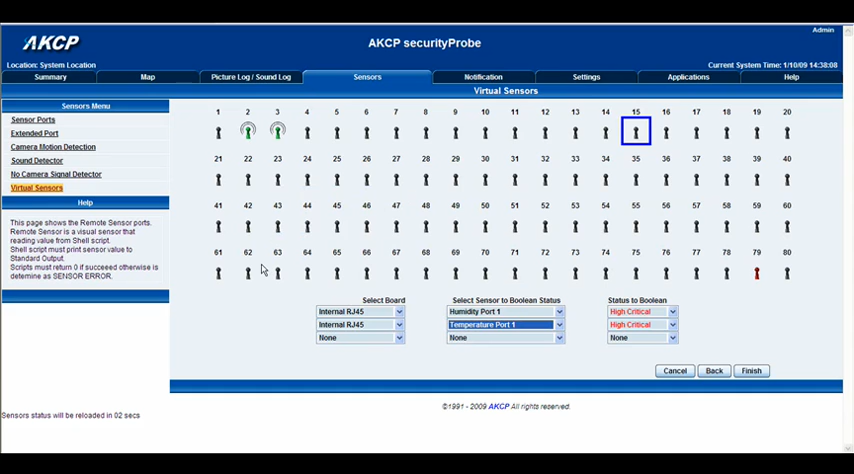 Admin
AKCP
AKCP securityProbe
Location: System Location
Current System Time: 1/10/09 14:38:08
Summary Map Picture Log / Sound Log Sensors Notification Settings Applications Help
Virtual Sensors
Sensors Menu
Sensor Ports
Extended Port
Camera Motion Detection
Sound Detector
No Camera Signal Detector
Virtual Sensors
Help
This page shows the Remote Sensor ports.
Remote Sensor is a visual sensor that
reading value from Shell script.
Shell script must print sensor value to
Standard Output.
Scripts must return 0 if succeeed otherwise is
detemine as SENSOR ERROR.
Sensors status will be reloaded in 02 secs
1 2 3 4 5 6 7 8 9 10 11 12 13 14 15 16 17 18 19 20
21 22 23 24 25 26 27 28 29 30 31 32 33 34 35 36 37 38 39 40
41 42 43 44 45 46 47 48 49 50 51 52 53 54 55 56 57 58 59 60
61 62 63 64 65 66 67 68 69 70 71 72 73 74 75 76 77 78 79 80
Select Board Select Sensor to Boolean Status Status to Boolean
Internal RJ45 Humidity Port 1 High Critical
Internal RJ45 Temperature Port 1 High Critical
None None None
Cancel Back Finish
©1991 - 2009 AKCP All rights reserved.